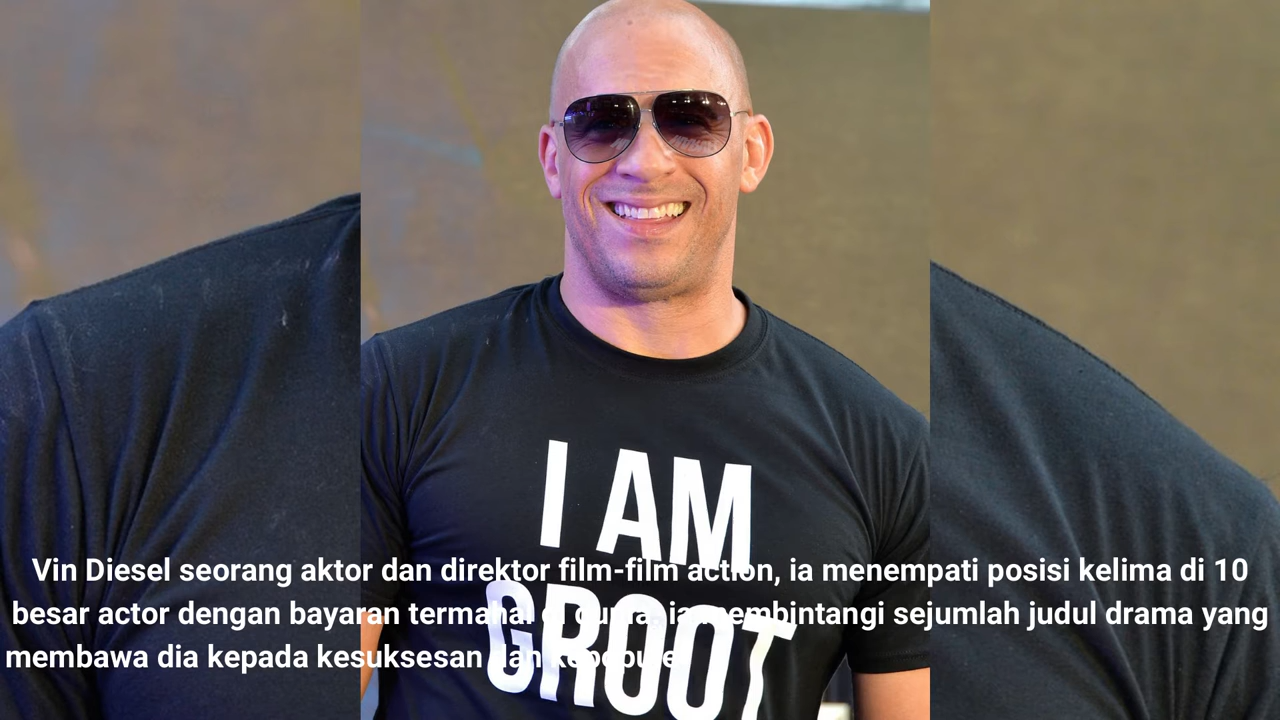 I AM
GROOT
Vin Diesel seorang aktor dan direktor film-film action, ia menempati posisi kelima di 10
besar actor dengan bayaran termahal di dunia, ia membintangi sejumlah judul drama yang
membawa dia kepada kesuksesan dan